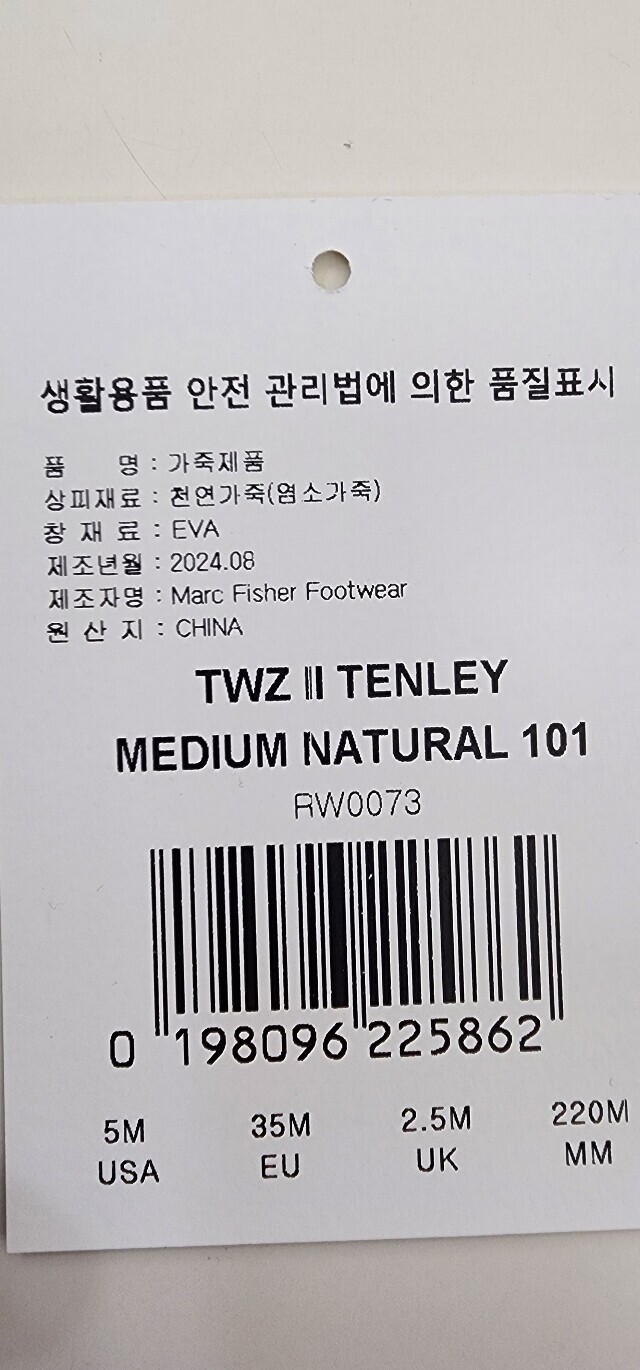 생활용품 안전 관리법에 의한 품질표시
품 명 : 가죽제품
상피재료 : 천연가죽(염소가죽)
창 재 료 : EVA
제조년월 : 2024.08
제조자명 : Marc Fisher Footwear
원 산 지 : CHINA
TWZ II TENLEY
MEDIUM NATURAL 101
RW0073
0 198096 225862
5M 35M 2.5M 220M
USA EU UK MM